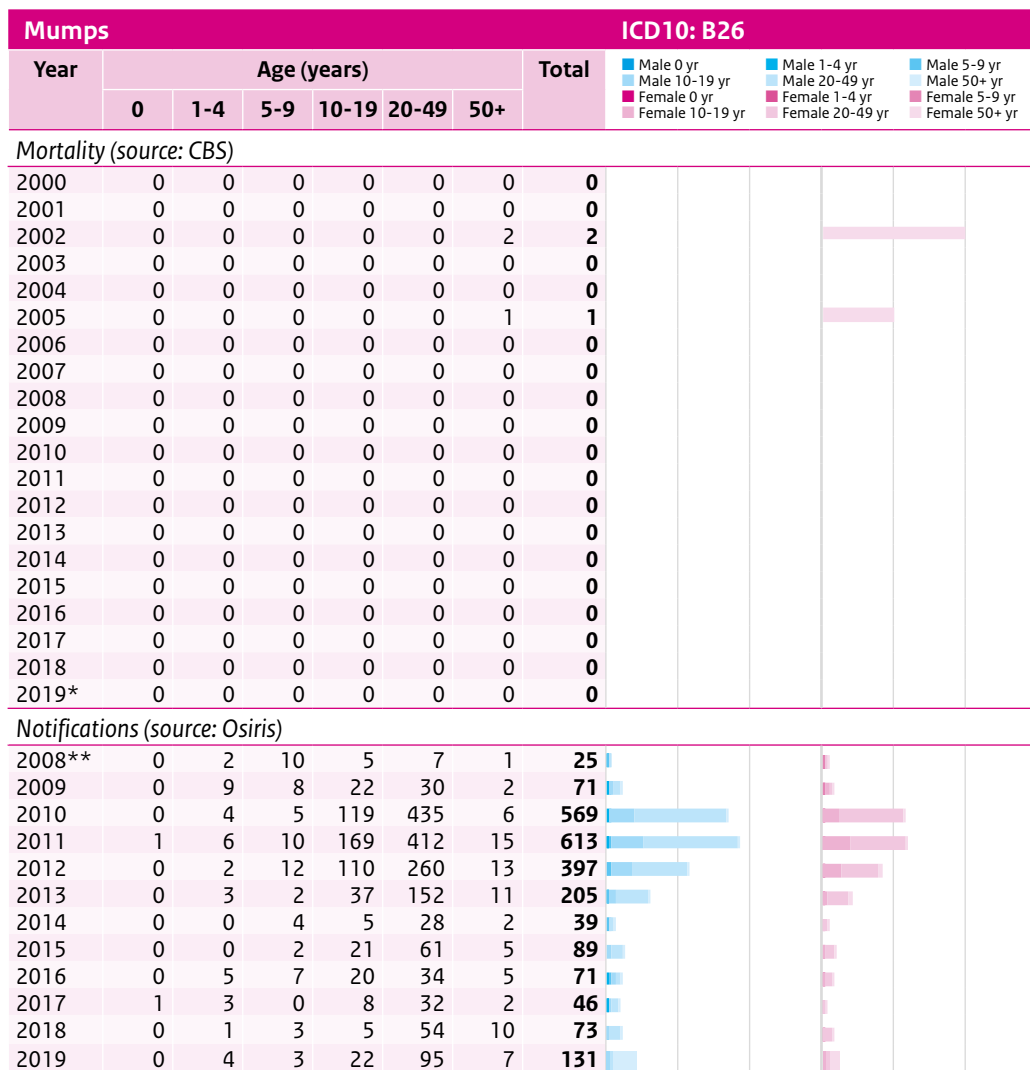 Mumps ICD10: B26
Year Age (years) Total
0 1-4 5-9 10-19 20-49 50+
Male 0 yr Male 1-4 yr Male 5-9 yr
Male 10-19 yr Male 20-49 yr Male 50+ yr
Female 0 yr Female 1-4 yr Female 5-9 yr
Female 10-19 yr Female 20-49 yr Female 50+ yr
Mortality (source: CBS)
2000 0 0 0 0 0 0 0
2001 0 0 0 0 0 0 0
2002 0 0 0 0 0 2 2
2003 0 0 0 0 0 0 0
2004 0 0 0 0 0 0 0
2005 0 0 0 0 0 1 1
2006 0 0 0 0 0 0 0
2007 0 0 0 0 0 0 0
2008 0 0 0 0 0 0 0
2009 0 0 0 0 0 0 0
2010 0 0 0 0 0 0 0
2011 0 0 0 0 0 0 0
2012 0 0 0 0 0 0 0
2013 0 0 0 0 0 0 0
2014 0 0 0 0 0 0 0
2015 0 0 0 0 0 0 0
2016 0 0 0 0 0 0 0
2017 0 0 0 0 0 0 0
2018 0 0 0 0 0 0 0
2019* 0 0 0 0 0 0 0
Notifications (source: Osiris)
2008** 0 2 10 5 7 1 25
2009 0 9 8 22 30 2 71
2010 0 4 5 119 435 6 569
2011 1 6 10 169 412 15 613
2012 0 2 12 110 260 13 397
2013 0 3 2 37 152 11 205
2014 0 0 4 5 28 2 39
2015 0 0 2 21 61 5 89
2016 0 5 7 20 34 5 71
2017 1 3 0 8 32 2 46
2018 0 1 3 5 54 10 73
2019 0 4 3 22 95 7 131